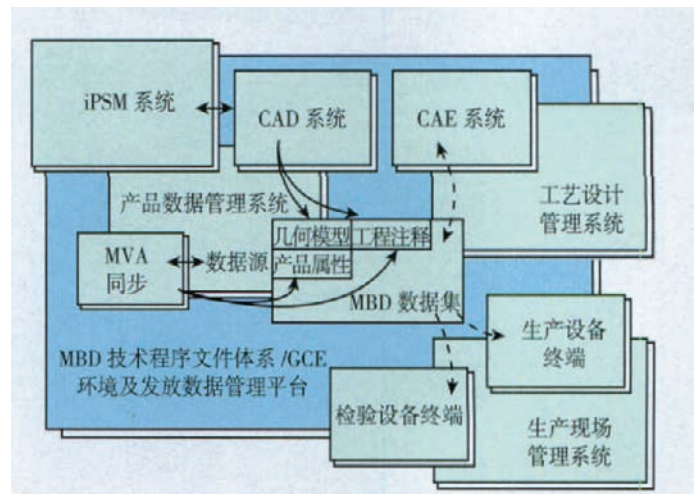 iPSM 系统
CAD 系统
CAE 系统
产品数据管理系统
工艺设计
管理系统
几何模型 工程注释
MVA
同步
数据源
产品属性
MBD 数据集
生产设备
终端
MBD 技术程序文件体系 /GCE
环境及发放数据管理平台
检验设备终端
生产现场
管理系统